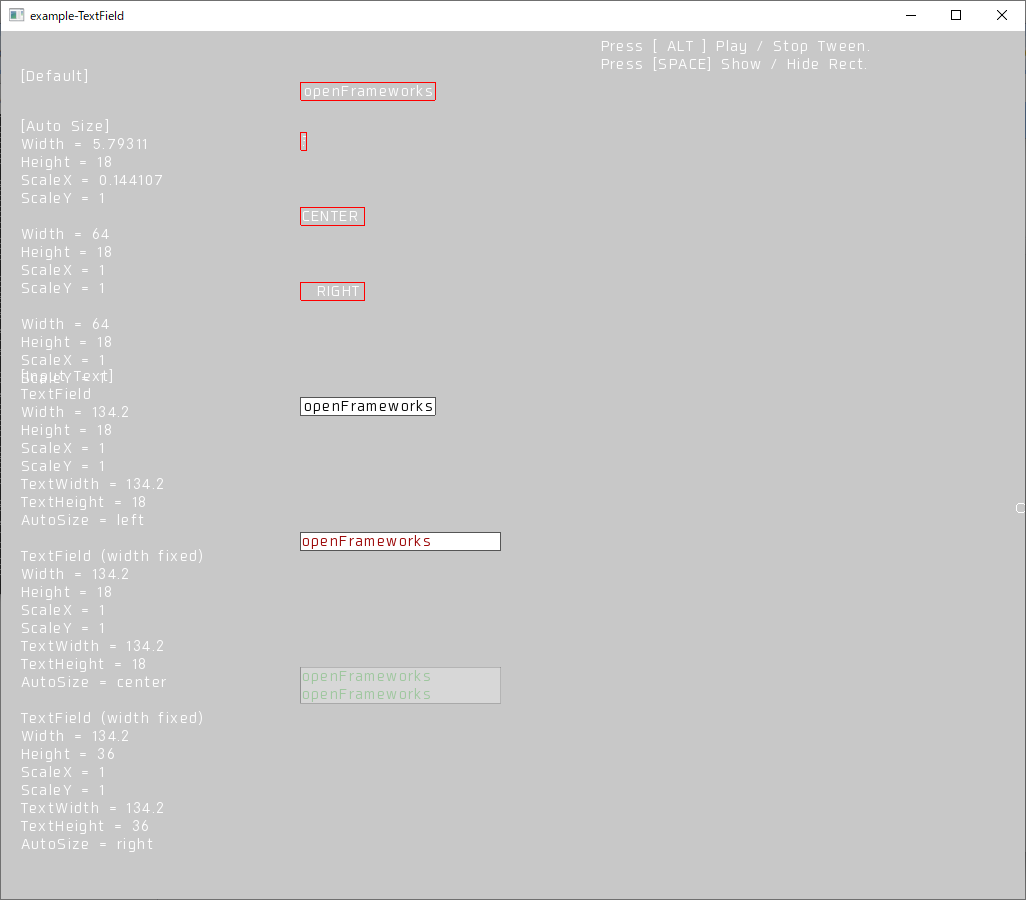 example-TextField
Press [ ALT ] Play / Stop Tween.
Press [SPACE] Show / Hide Rect.
[Default]
openFrameworks
[Auto Size]
Width = 5.79311
Height = 18
ScaleX = 0.144107
ScaleY = 1
CENTER
Width = 64
Height = 18
ScaleX = 1
ScaleY = 1
RIGHT
Width = 64
Height = 18
ScaleX = 1
ScaleY = 1
[Input Text]
TextField
openFrameworks
Width = 134.2
Height = 18
ScaleX = 1
ScaleY = 1
TextWidth = 134.2
TextHeight = 18
AutoSize = left
openFrameworks
TextField (width fixed)
Width = 134.2
Height = 18
ScaleX = 1
ScaleY = 1
TextWidth = 134.2
TextHeight = 18
AutoSize = center
openFrameworks
openFrameworks
TextField (width fixed)
Width = 134.2
Height = 36
ScaleX = 1
ScaleY = 1
TextWidth = 134.2
TextHeight = 36
AutoSize = right